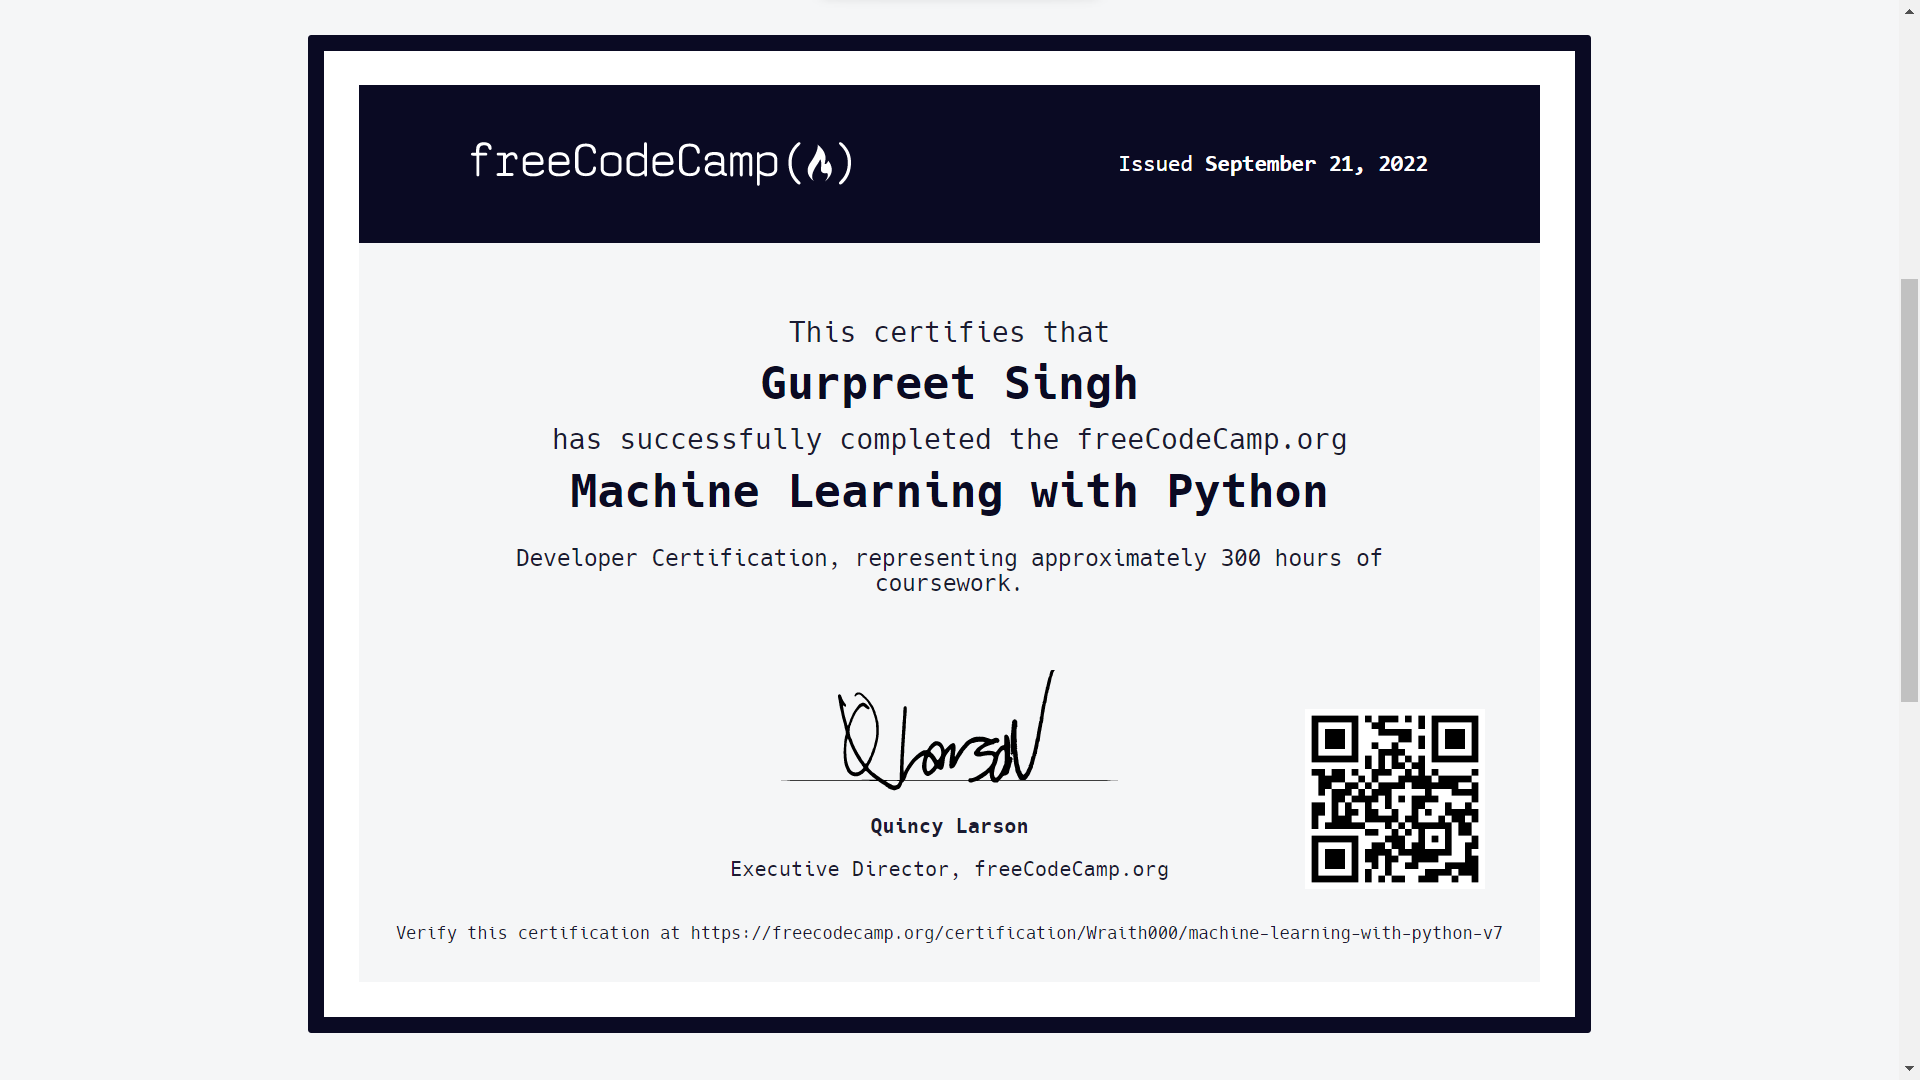 freeCodeCamp
Issued September 21, 2022
This certifies that
Gurpreet Singh
has successfully completed the freeCodeCamp.org
Machine Learning with Python
Developer Certification, representing approximately 300 hours of
coursework.
Quincy Larson
Executive Director, freeCodeCamp.org
Verify this certification at https://freecodecamp.org/certification/Wraith000/machine-learning-with-python-v7